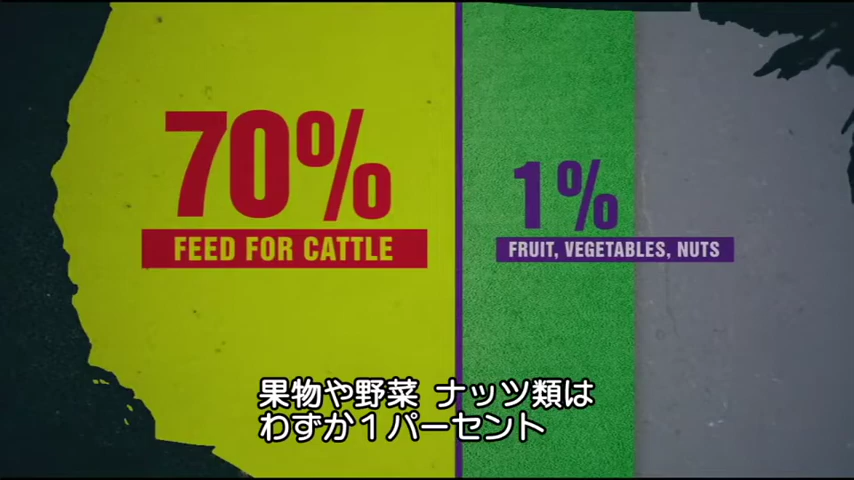 70%
FEED FOR CATTLE
1%
FRUIT, VEGETABLES, NUTS
果物や野菜 ナッツ類は
わずか1パーセント